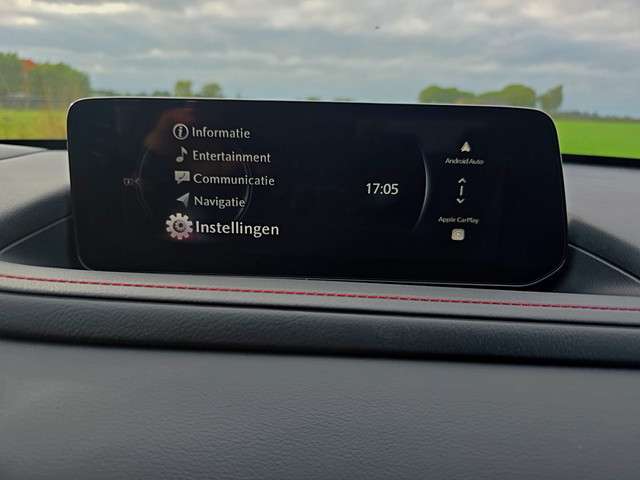 Informatie
Entertainment
Communicatie
Navigatie
Instellingen
17:05
Android Auto
Apple CarPlay